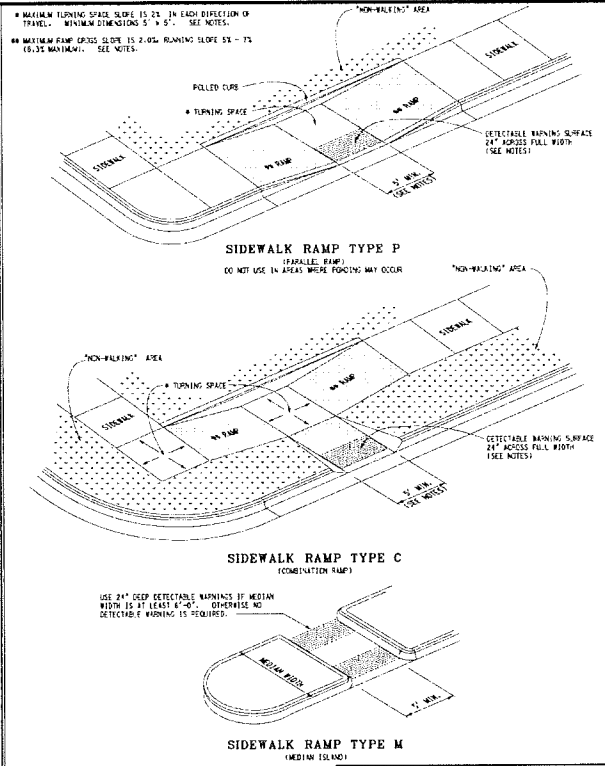 * MAXIMUM TURNING SPACE SLOPE IS 2% IN EACH DIRECTION OF
TRAVEL. MINIMUM DIMENSIONS 5' x 5'. SEE NOTES.
** MAXIMUM RAMP CROSS SLOPE IS 2.0%, RUNNING SLOPE 5% - 7%
(8.3% MAXIMUM). SEE NOTES.
"NON-WALKING" AREA
SIDEWALK
ROLLED CURB
* TURNING SPACE
** RAMP
SIDEWALK
** RAMP
DETECTABLE WARNING SURFACE
24" ACROSS FULL WIDTH
(SEE NOTES)
5' MIN.
(SEE NOTES)
SIDEWALK RAMP TYPE P
(PARALLEL RAMP)
DO NOT USE IN AREAS WHERE PONDING MAY OCCUR
"NON-WALKING" AREA
SIDEWALK
"NON-WALKING" AREA
* TURNING SPACE
** RAMP
SIDEWALK
** RAMP
DETECTABLE WARNING SURFACE
24" ACROSS FULL WIDTH
(SEE NOTES)
5' MIN.
(SEE NOTES)
SIDEWALK RAMP TYPE C
(COMBINATION RAMP)
USE 24" DEEP DETECTABLE WARNINGS IF MEDIAN
WIDTH IS AT LEAST 6'-0". OTHERWISE NO
DETECTABLE WARNING IS REQUIRED.
MEDIAN WIDTH
5' MIN.
SIDEWALK RAMP TYPE M
(MEDIAN ISLAND)